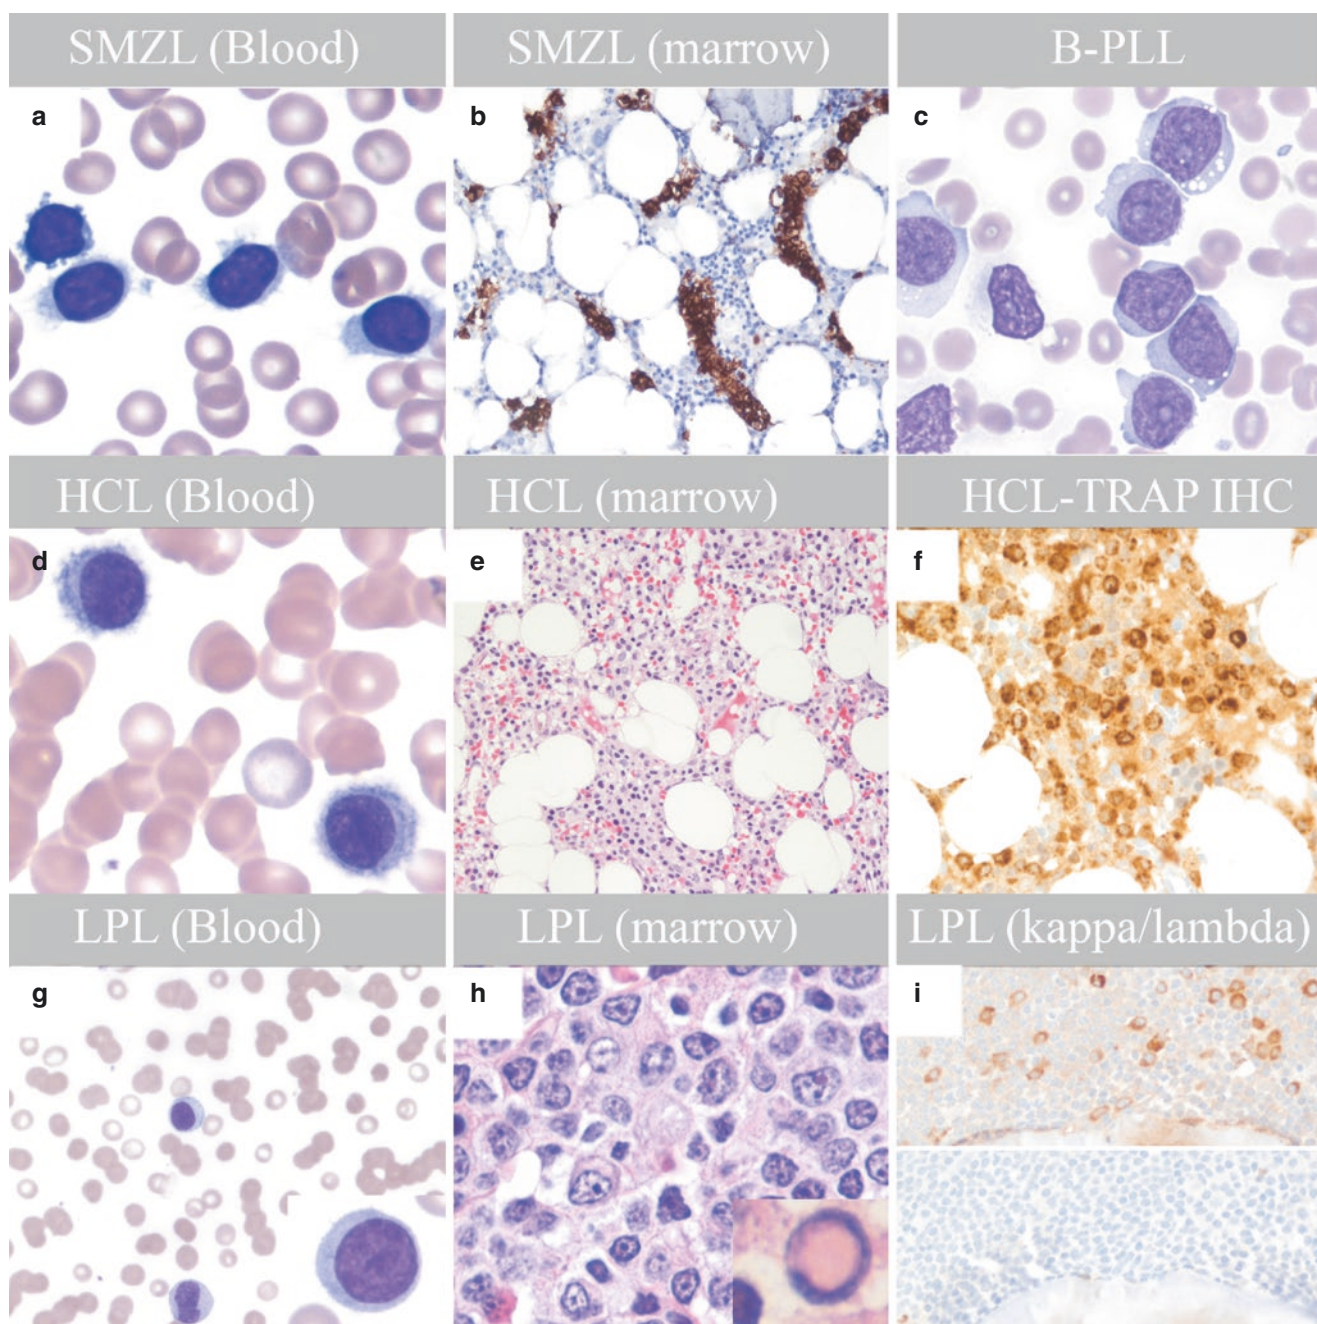 SMZL (Blood)
SMZL (marrow)
B-PLL
a
b
c
HCL (Blood)
HCL (marrow)
HCL-TRAP IHC
d
e
f
LPL (Blood)
LPL (marrow)
LPL (kappa/lambda)
g
h
i